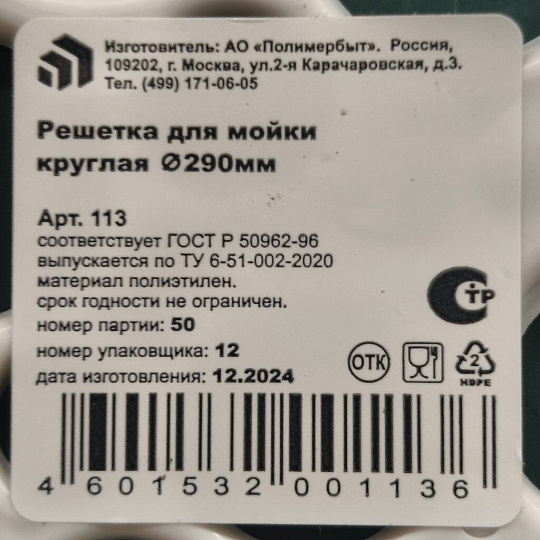 Изготовитель: АО «Полимербыт». Россия,
109202, г. Москва, ул.2-я Карачаровская, д.3.
Тел. (499) 171-06-05
Решетка для мойки
круглая ⌀290мм
Арт. 113
соответствует ГОСТ Р 50962-96
выпускается по ТУ 6-51-002-2020
материал полиэтилен.
срок годности не ограничен.
номер партии: 50
номер упаковщика: 12
дата изготовления: 12.2024
СТР
ОТК
2
HDPE
4 601532 001136